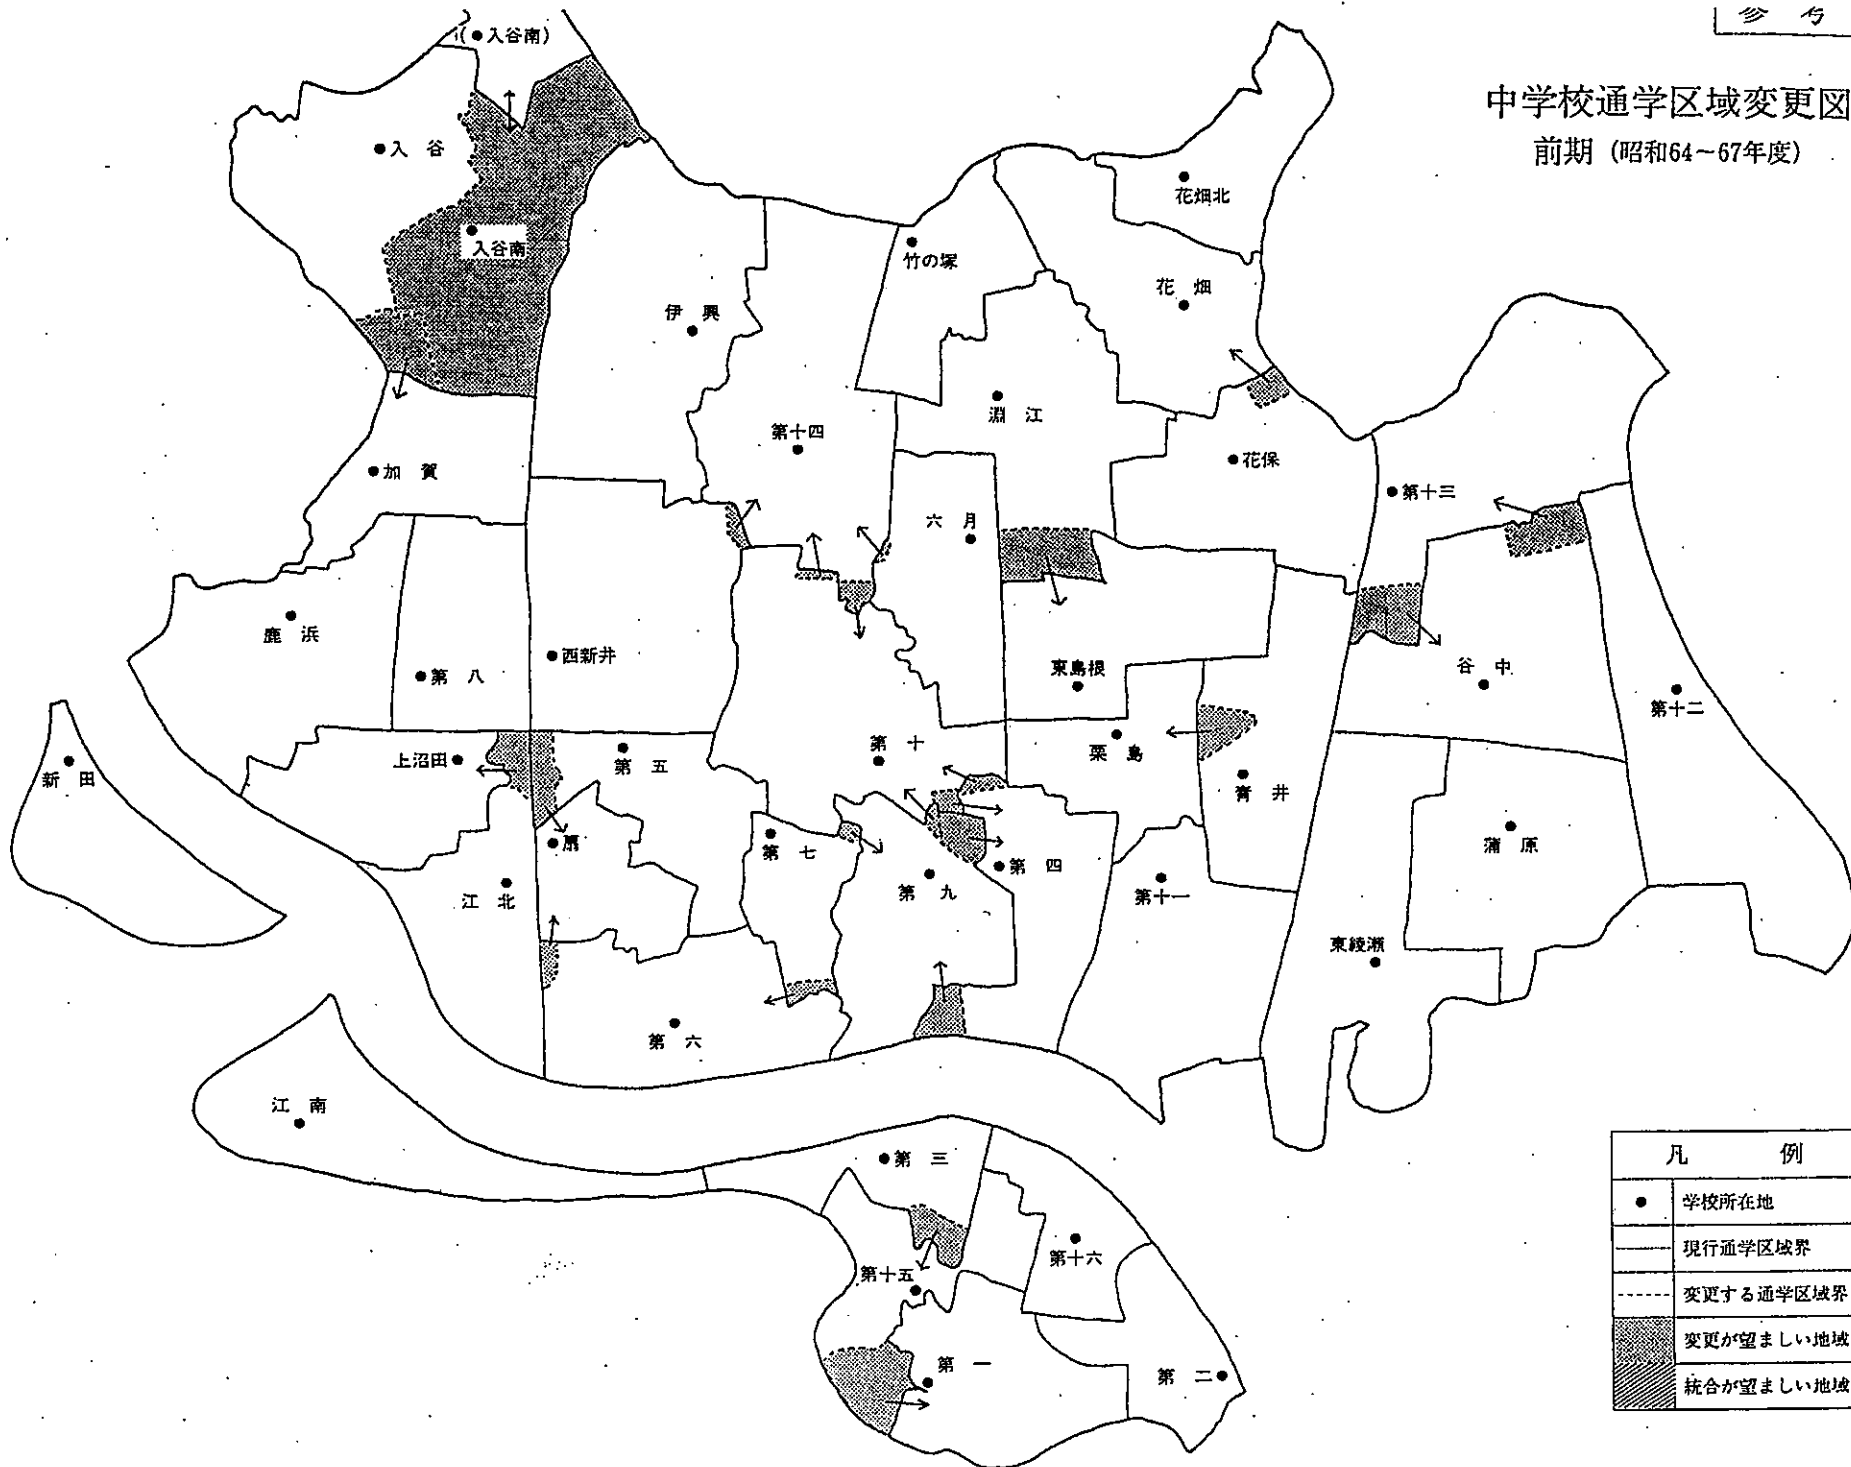 参考
中学校通学区域変更図
前期（昭和64～67年度）
(●入谷南)
入谷
入谷南
花畑北
竹の塚
花畑
伊興
淵江
第十四
花保
加賀
第十三
六月
鹿浜
西新井
第八
東島根
谷中
第十二
新田
上沼田
第五
第十
栗島
青井
扇
第七
第四
蒲原
江北
第九
第十一
東綾瀬
第六
江南
第三
第十六
第十五
第一
第二
凡例
学校所在地
現行通学区域界
変更する通学区域界
変更が望ましい地域
統合が望ましい地域